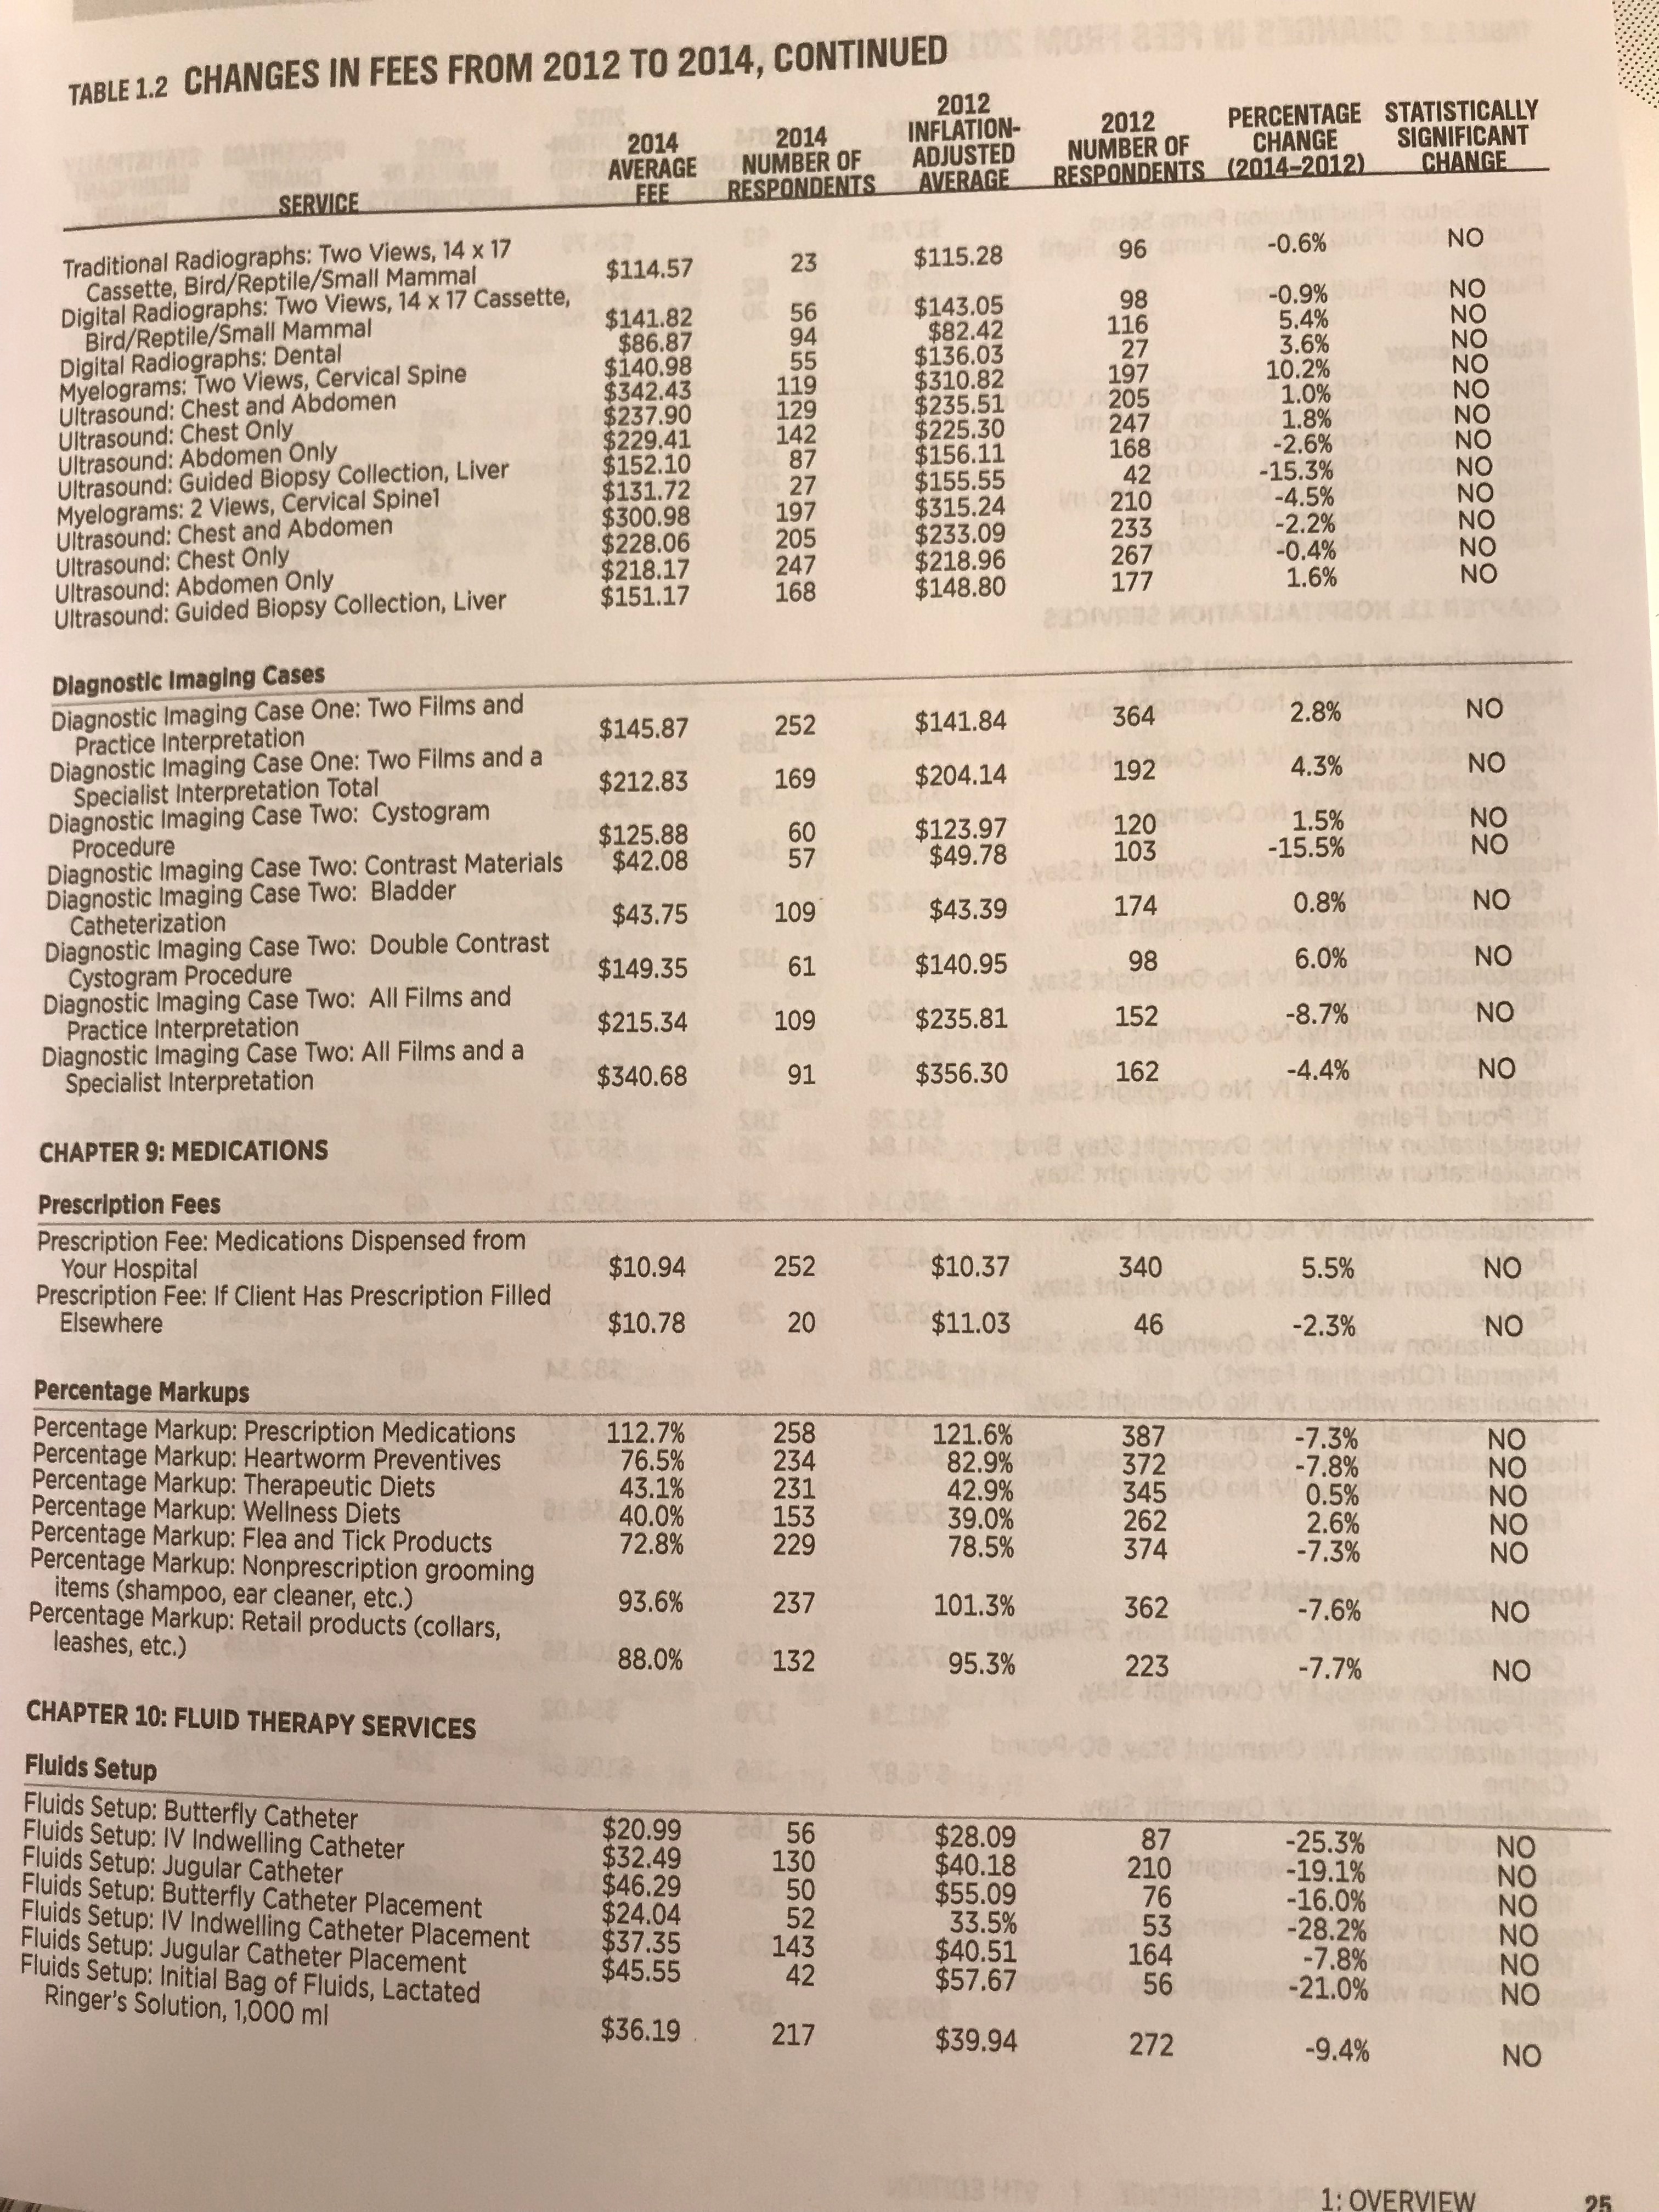 TABLE 1.2 CHANGES IN FEES FROM 2012 TO 2014, CONTINUED
SERVICE 2014 AVERAGE FEE 2014 NUMBER OF RESPONDENTS 2012 INFLATION-ADJUSTED AVERAGE 2012 NUMBER OF RESPONDENTS PERCENTAGE CHANGE (2014–2012) STATISTICALLY SIGNIFICANT CHANGE
Traditional Radiographs: Two Views, 14 x 17
Cassette, Bird/Reptile/Small Mammal $114.57 23 $115.28 96 -0.6% NO
Digital Radiographs: Two Views, 14 x 17 Cassette,
Bird/Reptile/Small Mammal $141.82 56 $143.05 98 -0.9% NO
Digital Radiographs: Dental $86.87 94 $82.42 116 5.4% NO
Myelograms: Two Views, Cervical Spine $140.98 55 $136.03 27 3.6% NO
Ultrasound: Chest and Abdomen $342.43 119 $310.82 197 10.2% NO
Ultrasound: Chest Only $237.90 129 $235.51 205 1.0% NO
Ultrasound: Abdomen Only $229.41 142 $225.30 247 1.8% NO
Ultrasound: Guided Biopsy Collection, Liver $152.10 87 $156.11 168 -2.6% NO
Myelograms: 2 Views, Cervical Spine1 $131.72 27 $155.55 42 -15.3% NO
Ultrasound: Chest and Abdomen $300.98 197 $315.24 210 -4.5% NO
Ultrasound: Chest Only $228.06 205 $233.09 233 -2.2% NO
Ultrasound: Abdomen Only $218.17 247 $218.96 267 -0.4% NO
Ultrasound: Guided Biopsy Collection, Liver $151.17 168 $148.80 177 1.6% NO
Diagnostic Imaging Cases
Diagnostic Imaging Case One: Two Films and
Practice Interpretation $145.87 252 $141.84 364 2.8% NO
Diagnostic Imaging Case One: Two Films and a
Specialist Interpretation Total $212.83 169 $204.14 192 4.3% NO
Diagnostic Imaging Case Two: Cystogram
Procedure $125.88 60 $123.97 120 1.5% NO
Diagnostic Imaging Case Two: Contrast Materials $42.08 57 $49.78 103 -15.5% NO
Diagnostic Imaging Case Two: Bladder
Catheterization $43.75 109 $43.39 174 0.8% NO
Diagnostic Imaging Case Two: Double Contrast
Cystogram Procedure $149.35 61 $140.95 98 6.0% NO
Diagnostic Imaging Case Two: All Films and
Practice Interpretation $215.34 109 $235.81 152 -8.7% NO
Diagnostic Imaging Case Two: All Films and a
Specialist Interpretation $340.68 91 $356.30 162 -4.4% NO
CHAPTER 9: MEDICATIONS
Prescription Fees
Prescription Fee: Medications Dispensed from
Your Hospital $10.94 252 $10.37 340 5.5% NO
Prescription Fee: If Client Has Prescription Filled
Elsewhere $10.78 20 $11.03 46 -2.3% NO
Percentage Markups
Percentage Markup: Prescription Medications 112.7% 258 121.6% 387 -7.3% NO
Percentage Markup: Heartworm Preventives 76.5% 234 82.9% 372 -7.8% NO
Percentage Markup: Therapeutic Diets 43.1% 231 42.9% 345 0.5% NO
Percentage Markup: Wellness Diets 40.0% 153 39.0% 262 2.6% NO
Percentage Markup: Flea and Tick Products 72.8% 229 78.5% 374 -7.3% NO
Percentage Markup: Nonprescription grooming
items (shampoo, ear cleaner, etc.) 93.6% 237 101.3% 362 -7.6% NO
Percentage Markup: Retail products (collars,
leashes, etc.) 88.0% 132 95.3% 223 -7.7% NO
CHAPTER 10: FLUID THERAPY SERVICES
Fluids Setup
Fluids Setup: Butterfly Catheter $20.99 56 $28.09 87 -25.3% NO
Fluids Setup: IV Indwelling Catheter $32.49 130 $40.18 210 -19.1% NO
Fluids Setup: Jugular Catheter $46.29 50 $55.09 76 -16.0% NO
Fluids Setup: Butterfly Catheter Placement $24.04 52 33.5% 53 -28.2% NO
Fluids Setup: IV Indwelling Catheter Placement $37.35 143 $40.51 164 -7.8% NO
Fluids Setup: Jugular Catheter Placement $45.55 42 $57.67 56 -21.0% NO
Fluids Setup: Initial Bag of Fluids, Lactated
Ringer's Solution, 1,000 ml $36.19 217 $39.94 272 -9.4% NO
1: OVERVIEW 25